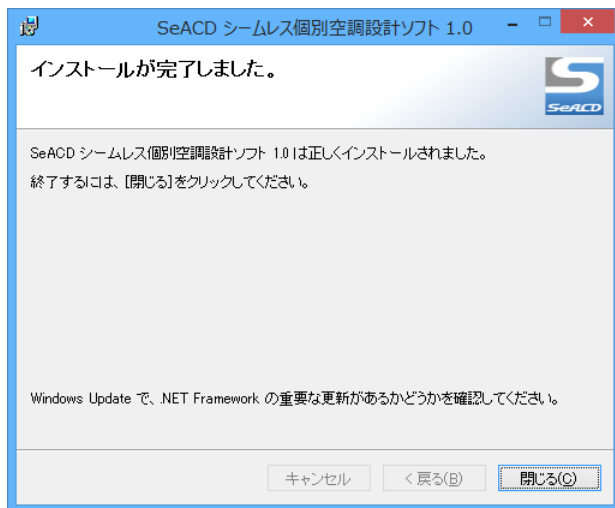 SeACD シームレス個別空調設計ソフト 1.0
インストールが完了しました。
SeACD
SeACD シームレス個別空調設計ソフト 1.0 は正しくインストールされました。
終了するには、[閉じる]をクリックしてください。
Windows Update で、.NET Framework の重要な更新があるかどうかを確認してください。
キャンセル
< 戻る(B)
閉じる(C)